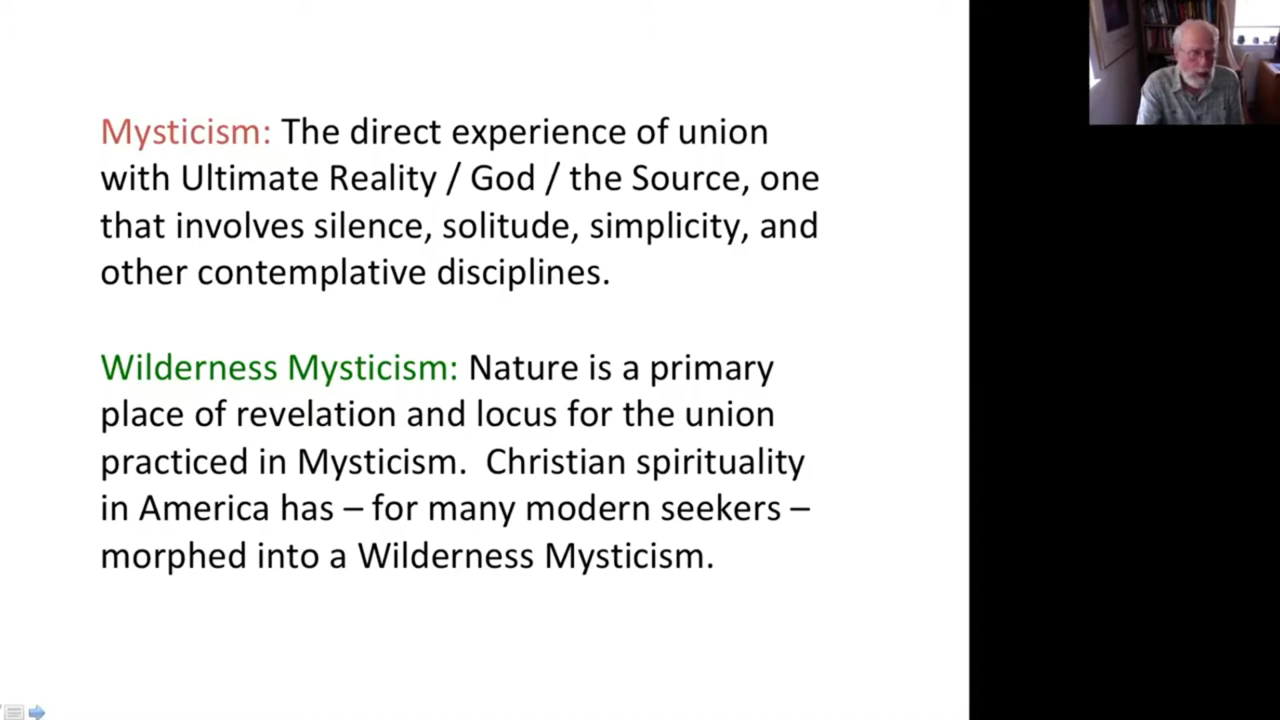 Mysticism: The direct experience of union
with Ultimate Reality / God / the Source, one
that involves silence, solitude, simplicity, and
other contemplative disciplines.
Wilderness Mysticism: Nature is a primary
place of revelation and locus for the union
practiced in Mysticism.  Christian spirituality
in America has – for many modern seekers –
morphed into a Wilderness Mysticism.